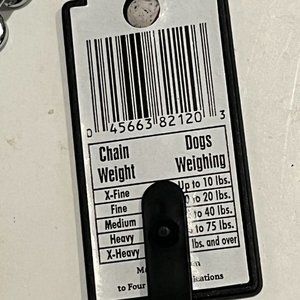 0 45663 82120 3
Chain Weight Dogs Weighing
X-Fine Up to 10 lbs.
Fine to 20 lbs.
Medium to 40 lbs.
Heavy to 75 lbs.
X-Heavy lbs. and over
to Four